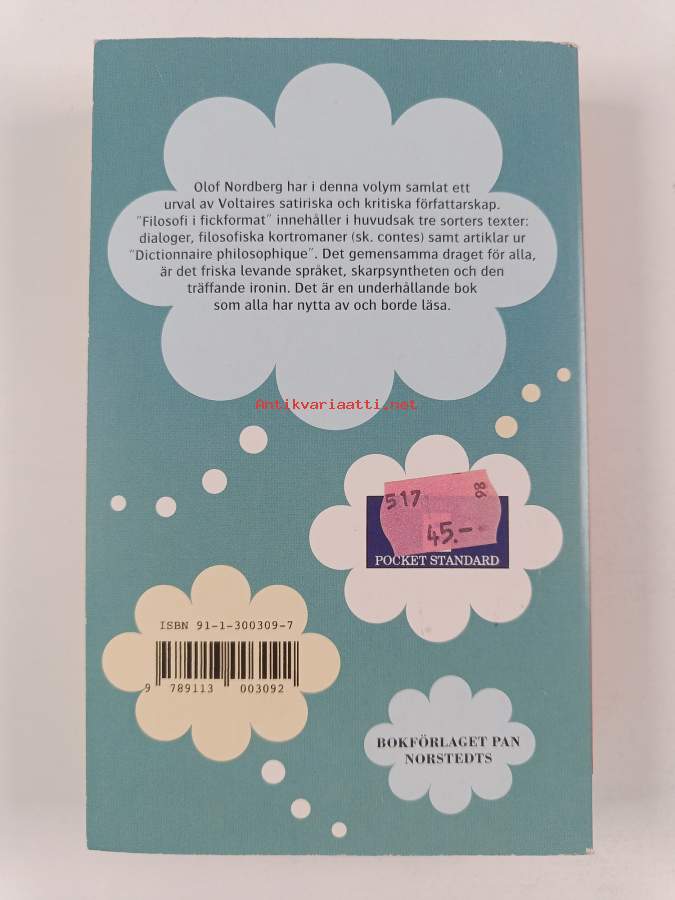 Olof Nordberg har i denna volym samlat ett
urval av Voltaires satiriska och kritiska författarskap.
"Filosofi i fickformat" innehåller i huvudsak tre sorters texter:
dialoger, filosofiska kortromaner (sk. contes) samt artiklar ur
"Dictionnaire philosophique". Det gemensamma draget för alla,
är det friska levande språket, skarpsyntheten och den
träffande ironin. Det är en underhållande bok
som alla har nytta av och borde läsa.
Antikvariaatti.net
517
98
45.-
POCKET STANDARD
ISBN 91-1-300309-7
9 789113 003092
BOKFÖRLAGET PAN
NORSTEDTS